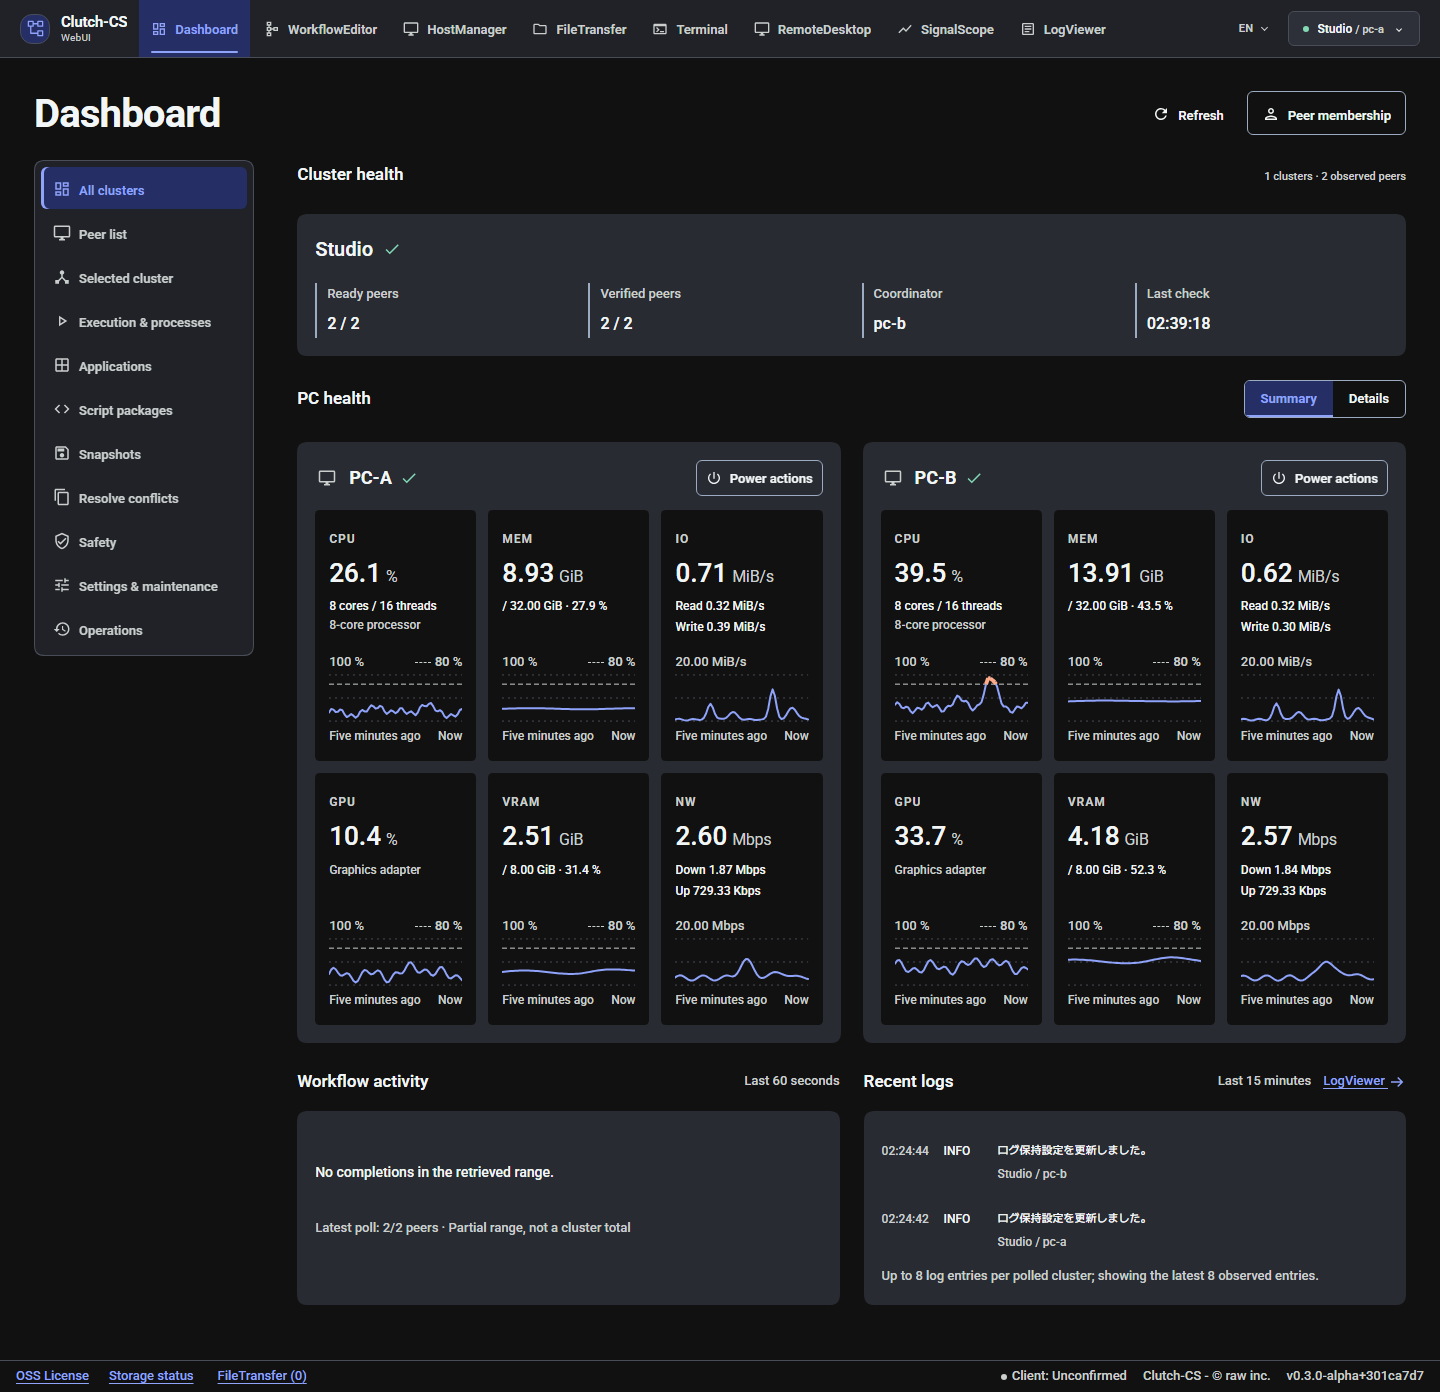 Clutch-CS
WebUI
Dashboard
WorkflowEditor
HostManager
FileTransfer
Terminal
RemoteDesktop
SignalScope
LogViewer
EN
Studio / pc-a
Dashboard
Refresh
Peer membership
All clusters
Peer list
Selected cluster
Execution & processes
Applications
Script packages
Snapshots
Resolve conflicts
Safety
Settings & maintenance
Operations
Cluster health
1 clusters · 2 observed peers
Studio
Ready peers
2 / 2
Verified peers
2 / 2
Coordinator
pc-b
Last check
02:39:18
PC health
Summary
Details
PC-A
Power actions
CPU
26.1 %
8 cores / 16 threads
8-core processor
100 %
---- 80 %
Five minutes ago
Now
MEM
8.93 GiB
/ 32.00 GiB · 27.9 %
100 %
---- 80 %
Five minutes ago
Now
IO
0.71 MiB/s
Read 0.32 MiB/s
Write 0.39 MiB/s
20.00 MiB/s
Five minutes ago
Now
GPU
10.4 %
Graphics adapter
100 %
---- 80 %
Five minutes ago
Now
VRAM
2.51 GiB
/ 8.00 GiB · 31.4 %
100 %
---- 80 %
Five minutes ago
Now
NW
2.60 Mbps
Down 1.87 Mbps
Up 729.33 Kbps
20.00 Mbps
Five minutes ago
Now
PC-B
Power actions
CPU
39.5 %
8 cores / 16 threads
8-core processor
100 %
---- 80 %
Five minutes ago
Now
MEM
13.91 GiB
/ 32.00 GiB · 43.5 %
100 %
---- 80 %
Five minutes ago
Now
IO
0.62 MiB/s
Read 0.32 MiB/s
Write 0.30 MiB/s
20.00 MiB/s
Five minutes ago
Now
GPU
33.7 %
Graphics adapter
100 %
---- 80 %
Five minutes ago
Now
VRAM
4.18 GiB
/ 8.00 GiB · 52.3 %
100 %
---- 80 %
Five minutes ago
Now
NW
2.57 Mbps
Down 1.84 Mbps
Up 729.33 Kbps
20.00 Mbps
Five minutes ago
Now
Workflow activity
Last 60 seconds
No completions in the retrieved range.
Latest poll: 2/2 peers · Partial range, not a cluster total
Recent logs
Last 15 minutes
LogViewer
02:24:44 INFO ログ保持設定を更新しました。
Studio / pc-b
02:24:42 INFO ログ保持設定を更新しました。
Studio / pc-a
Up to 8 log entries per polled cluster; showing the latest 8 observed entries.
OSS License
Storage status
FileTransfer (0)
Client: Unconfirmed
Clutch-CS - © raw inc.
v0.3.0-alpha+301ca7d7